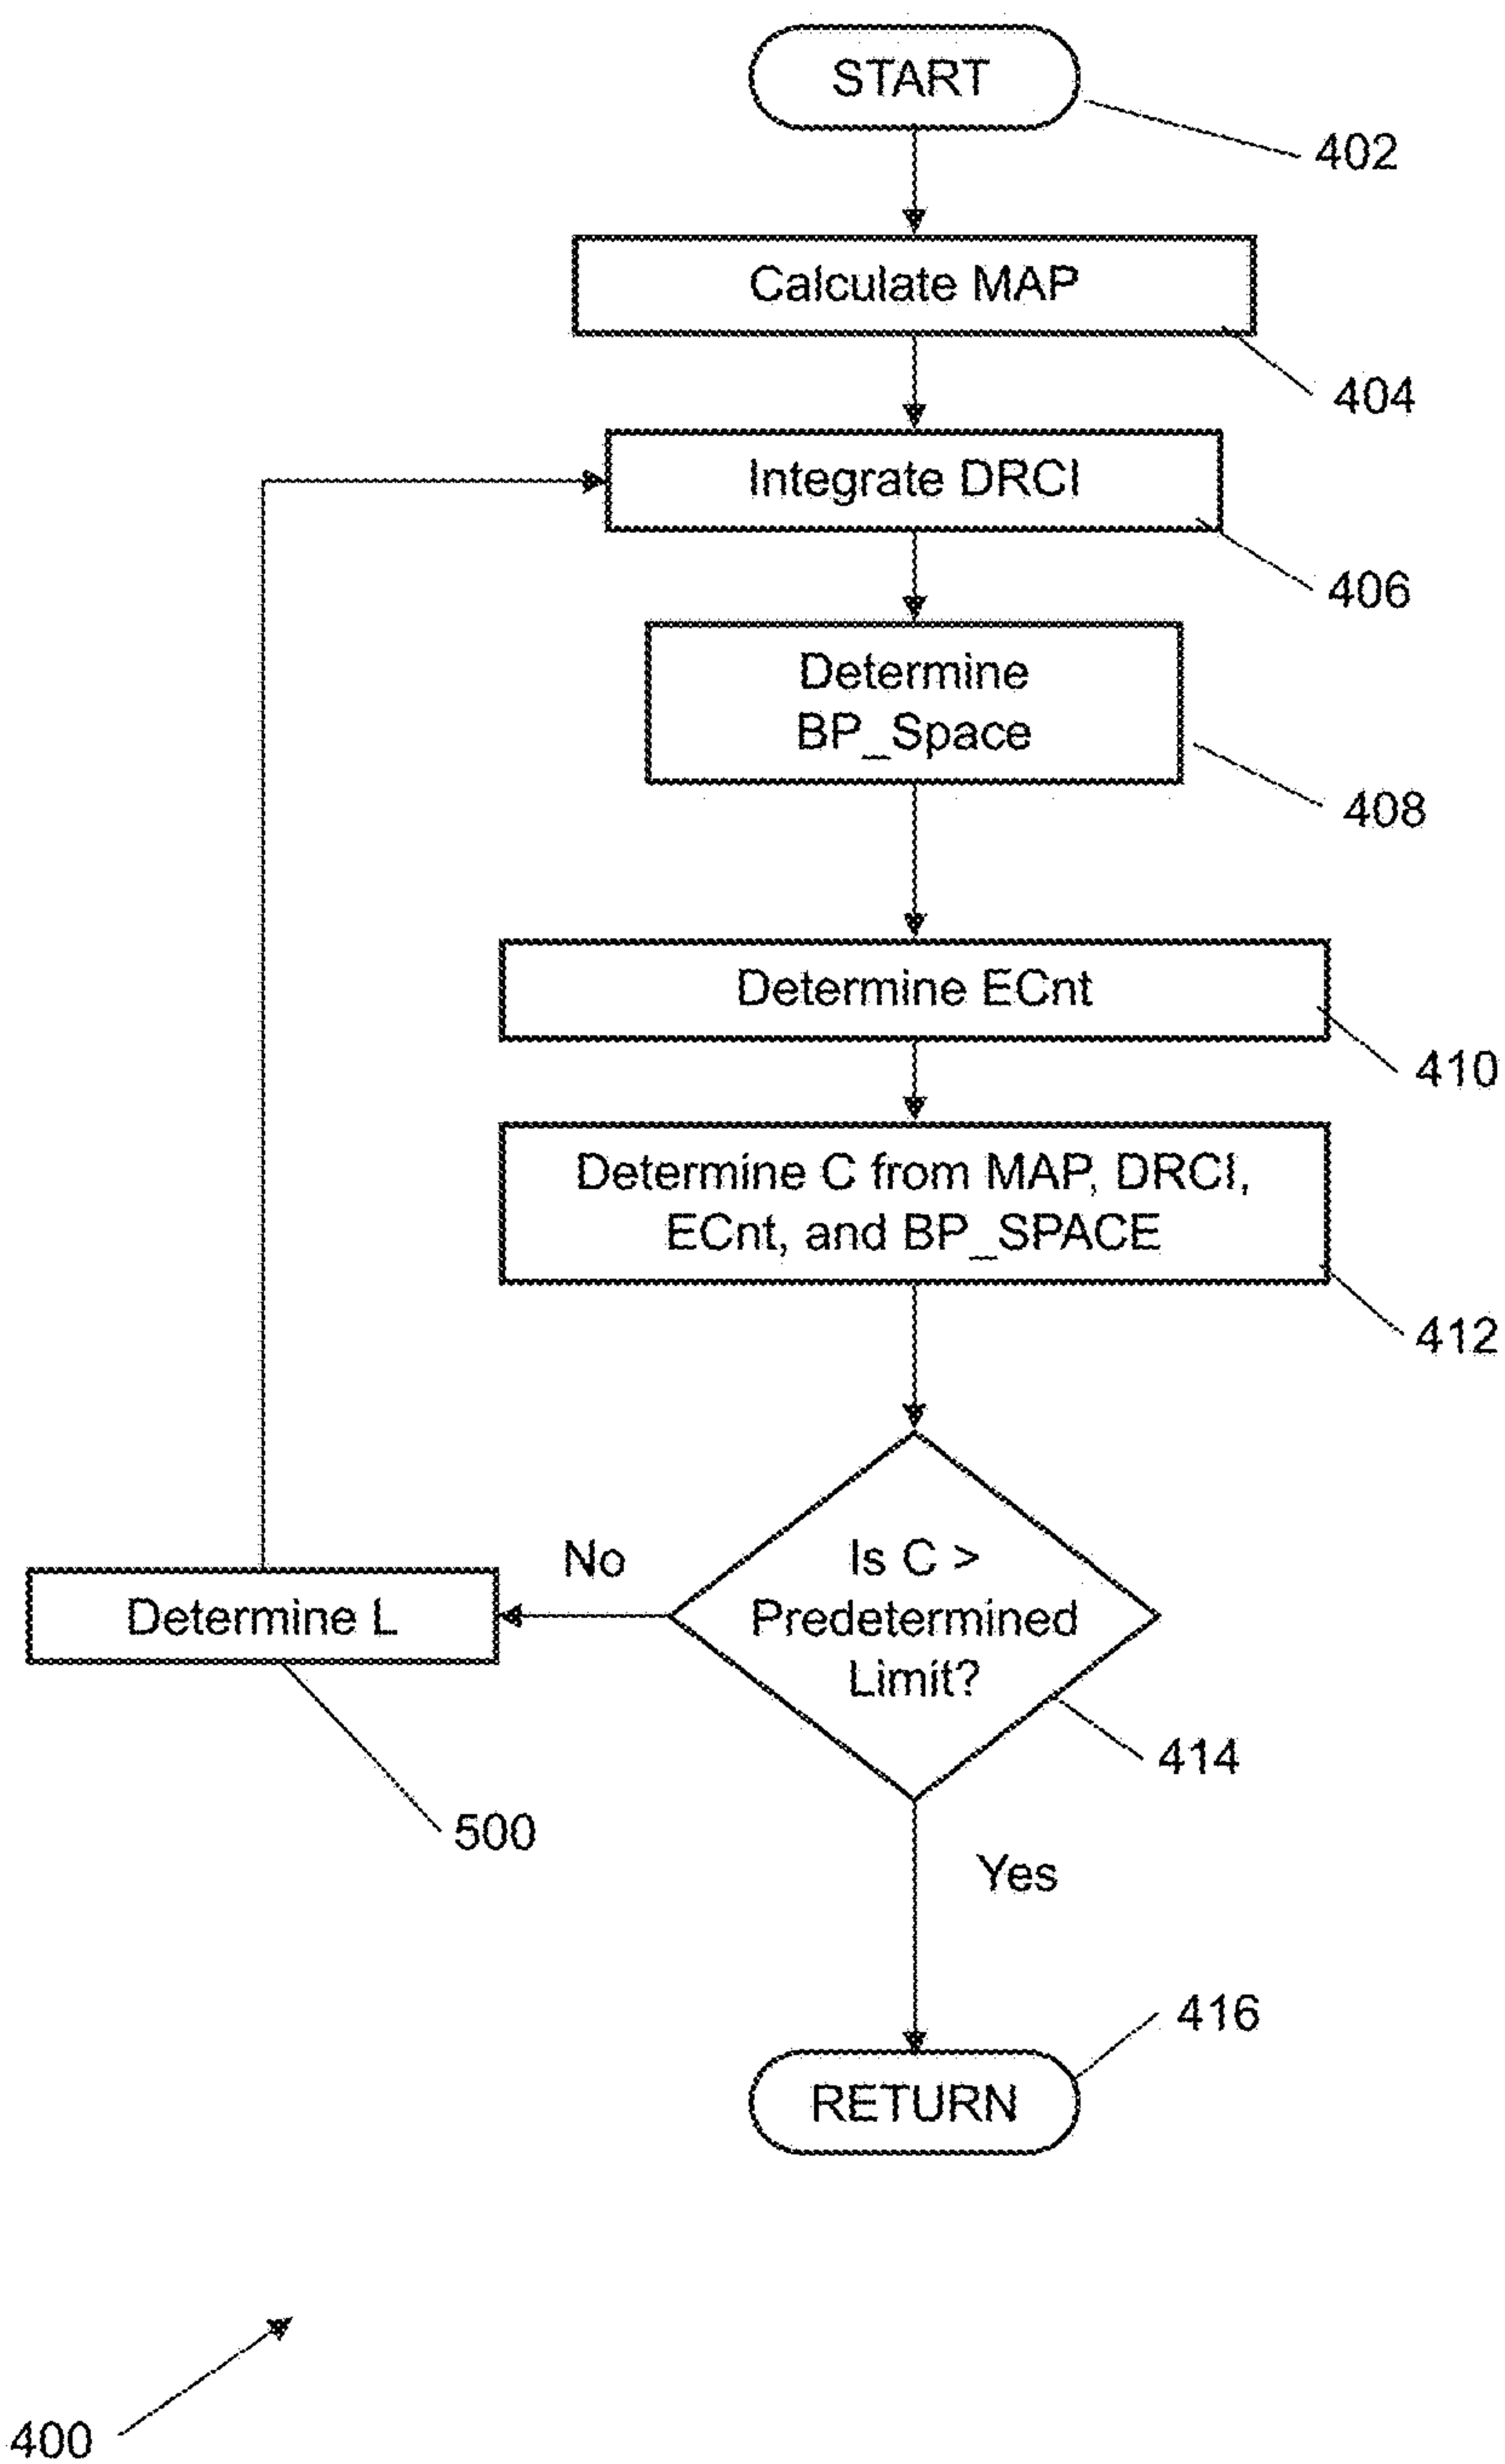 START
402
Calculate MAP
404
Integrate DRCI
406
Determine
BP_Space
408
Determine ECnt
410
Determine C from MAP, DRCI,
ECnt, and BP_SPACE
412
Is C >
Predetermined
Limit?
414
No
Determine L
500
Yes
416
RETURN
400